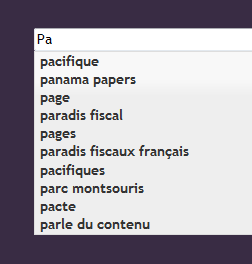 Pa
pacifique
panama papers
page
paradis fiscal
pages
paradis fiscaux français
pacifiques
parc montsouris
pacte
parle du contenu